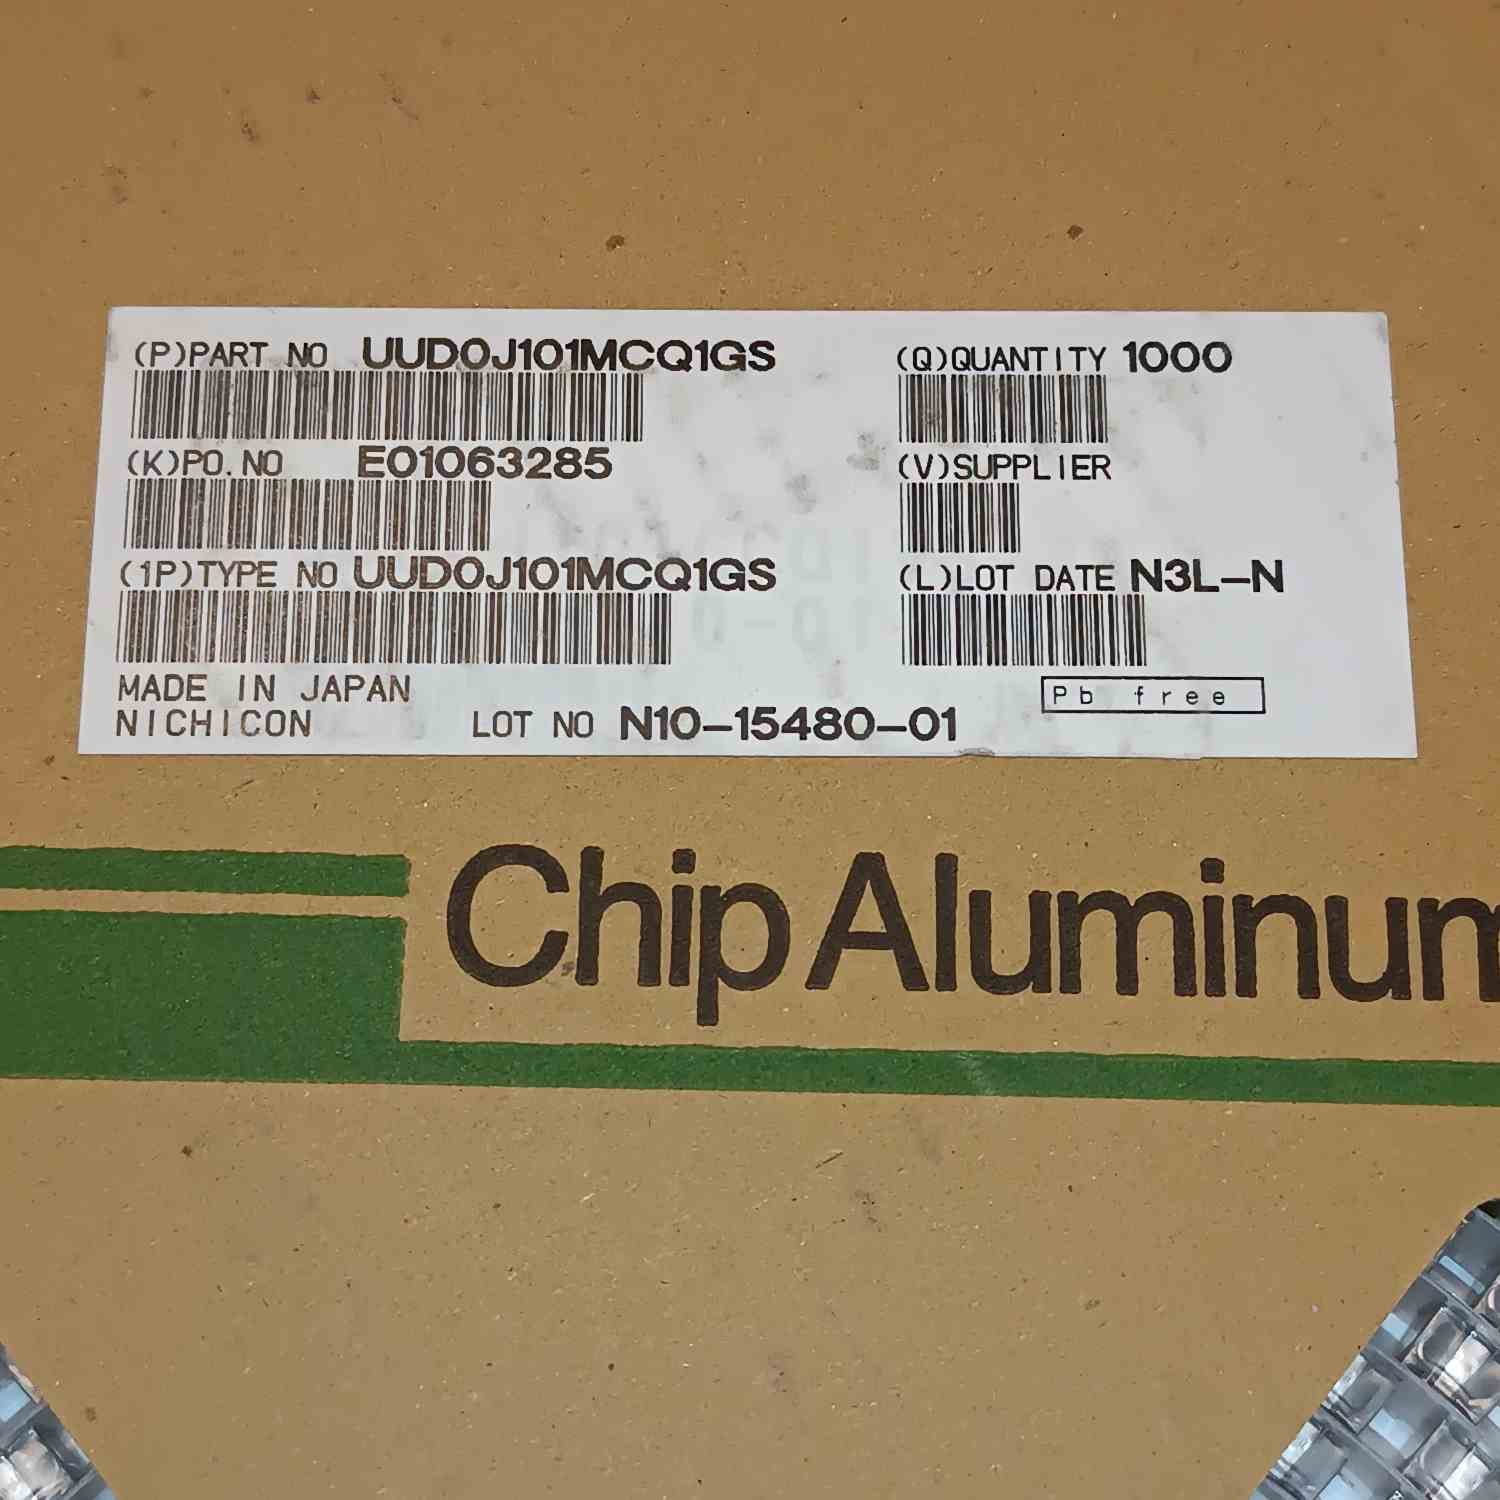 (P)PART NO UUD0J101MCQ1GS
(Q)QUANTITY 1000
(K)PO.NO E01063285
(V)SUPPLIER
(1P)TYPE NO UUD0J101MCQ1GS
(L)LOT DATE N3L-N
MADE IN JAPAN
Pb free
NICHICON LOT NO N10-15480-01
Chip Aluminum